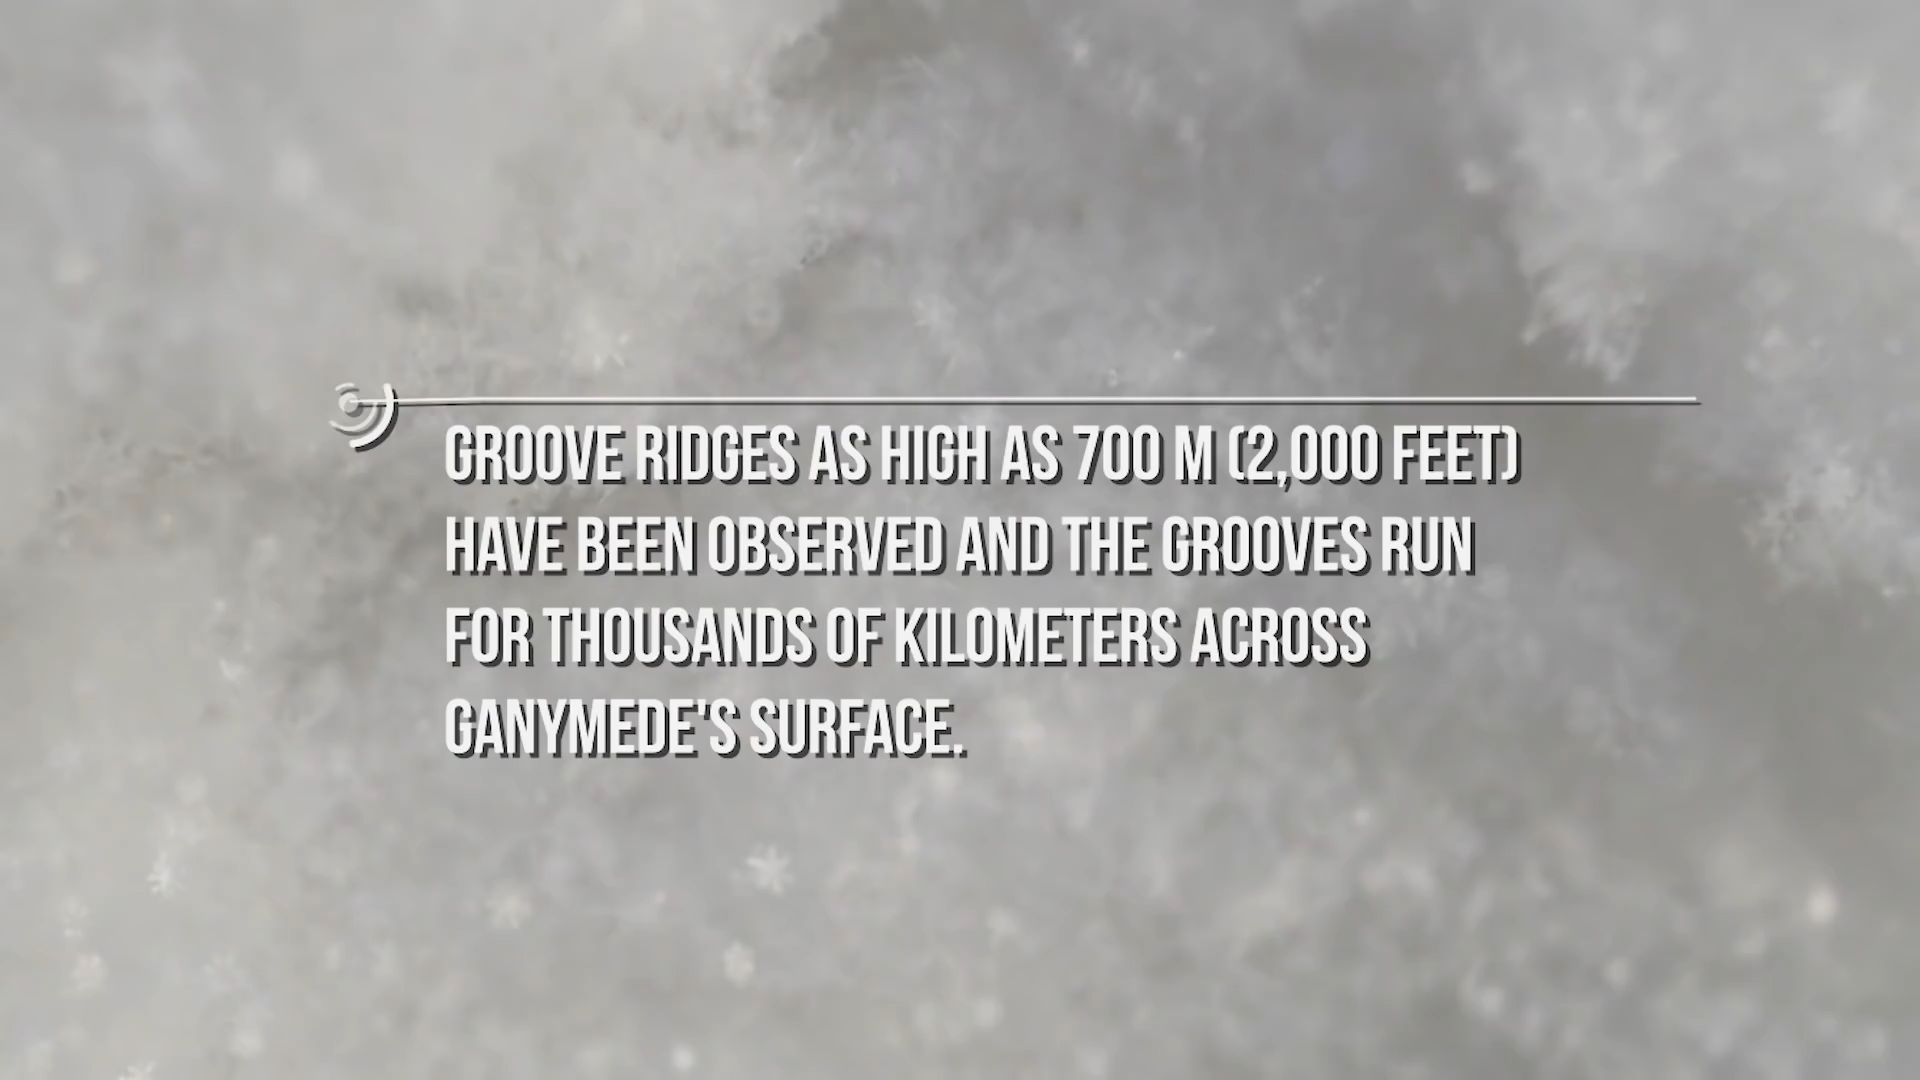 GROOVE RIDGES AS HIGH AS 700 M (2,000 FEET)
HAVE BEEN OBSERVED AND THE GROOVES RUN
FOR THOUSANDS OF KILOMETERS ACROSS
GANYMEDE'S SURFACE.